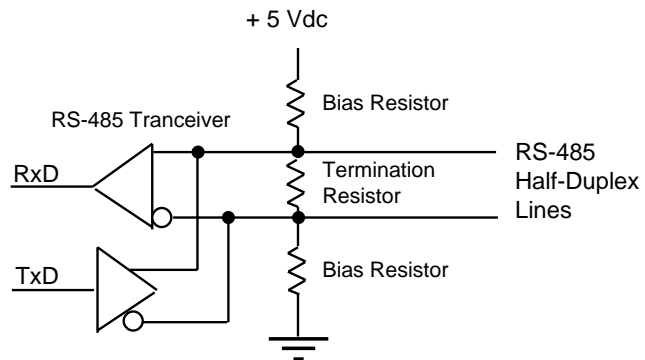 + 5 Vdc
Bias Resistor
RS-485 Tranceiver
RxD
Termination
Resistor
RS-485
Half-Duplex
Lines
TxD
Bias Resistor